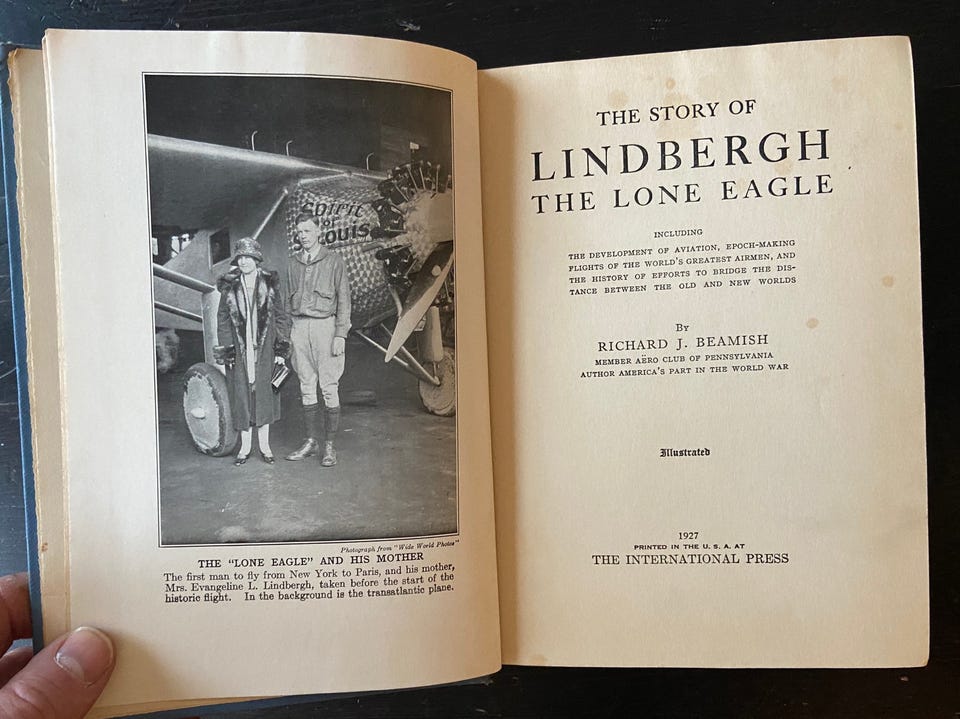 Spirit
of
St. Louis
Photograph from "Wide World Photos"
THE "LONE EAGLE" AND HIS MOTHER
The first man to fly from New York to Paris, and his mother,
Mrs. Evangeline L. Lindbergh, taken before the start of the
historic flight. In the background is the transatlantic plane.
THE STORY OF
LINDBERGH
THE LONE EAGLE
INCLUDING
THE DEVELOPMENT OF AVIATION, EPOCH-MAKING
FLIGHTS OF THE WORLD'S GREATEST AIRMEN, AND
THE HISTORY OF EFFORTS TO BRIDGE THE DIS-
TANCE BETWEEN THE OLD AND NEW WORLDS
By
RICHARD J. BEAMISH
MEMBER AËRO CLUB OF PENNSYLVANIA
AUTHOR AMERICA'S PART IN THE WORLD WAR
Illustrated
1927
PRINTED IN THE U. S. A. AT
THE INTERNATIONAL PRESS